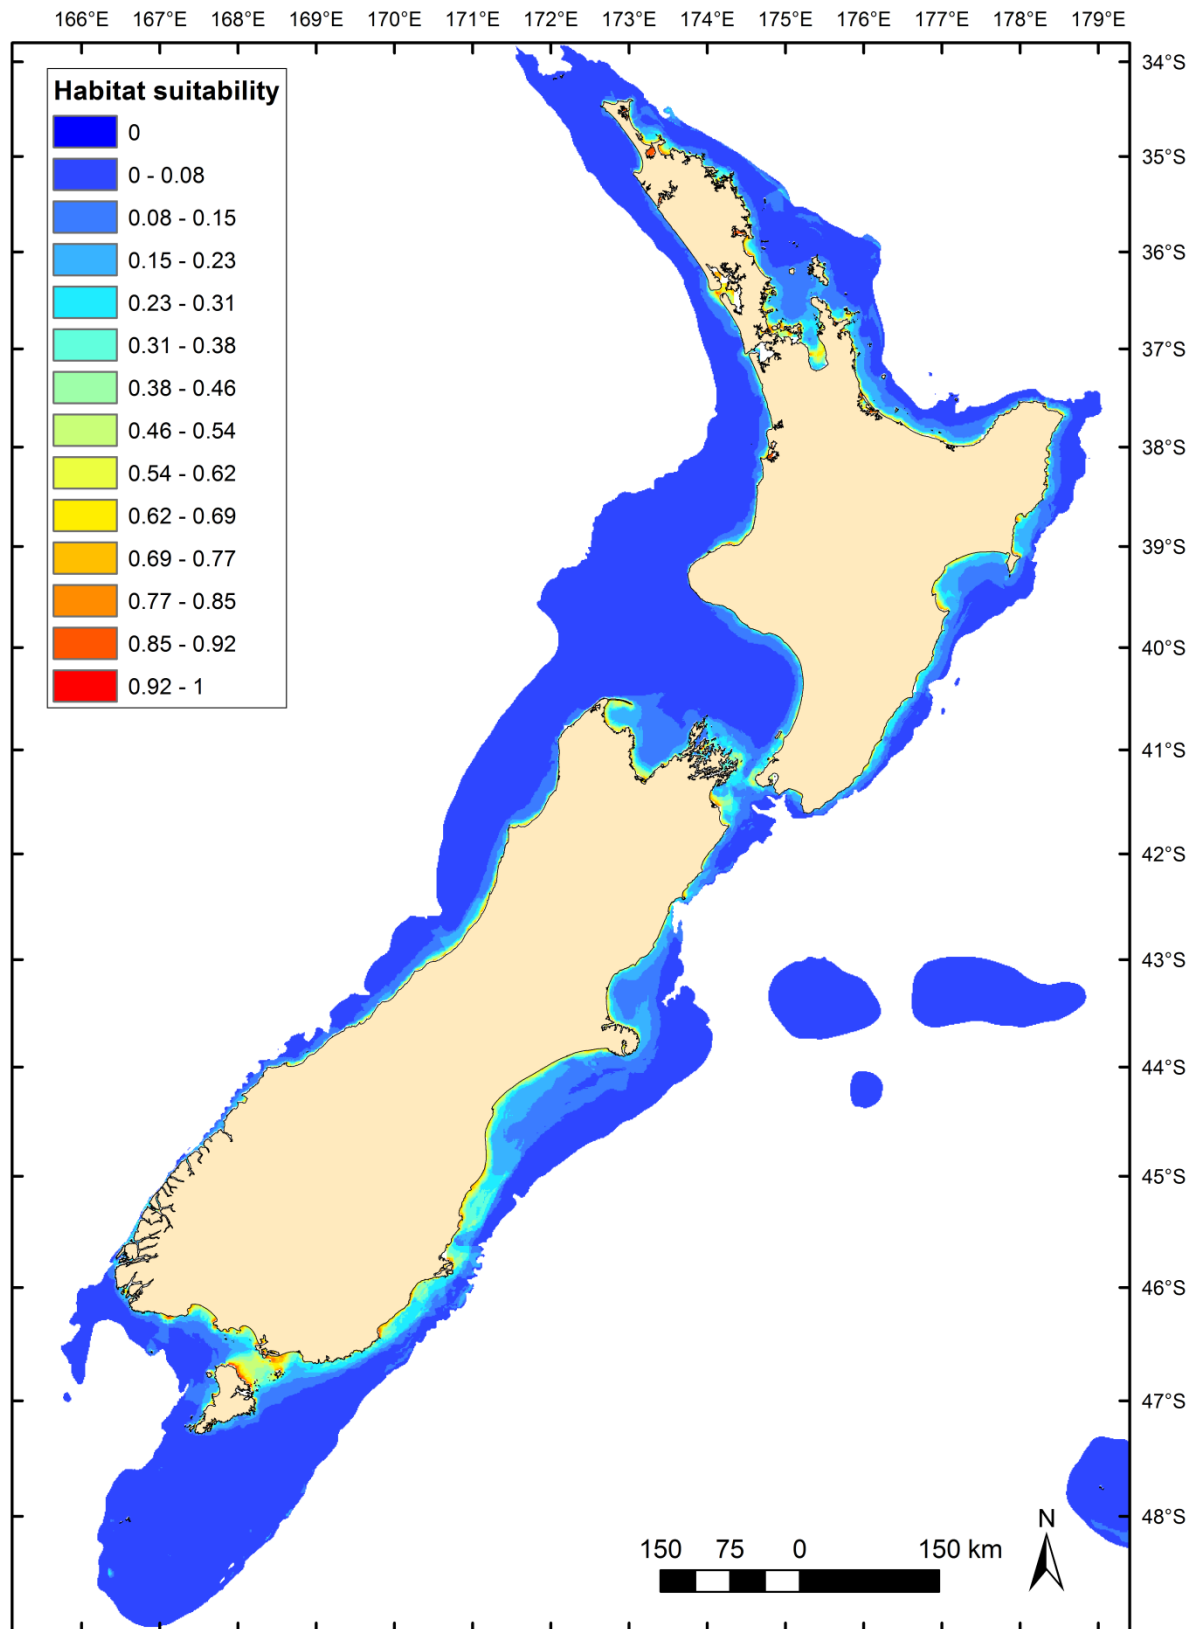 166°E 167°E 168°E 169°E 170°E 171°E 172°E 173°E 174°E 175°E 176°E 177°E 178°E 179°E
34°S
Habitat suitability
0
0 - 0.08
0.08 - 0.15
0.15 - 0.23
0.23 - 0.31
0.31 - 0.38
0.38 - 0.46
0.46 - 0.54
0.54 - 0.62
0.62 - 0.69
0.69 - 0.77
0.77 - 0.85
0.85 - 0.92
0.92 - 1
35°S
36°S
37°S
38°S
39°S
40°S
41°S
42°S
43°S
44°S
45°S
46°S
47°S
48°S
N
150 75 0 150 km